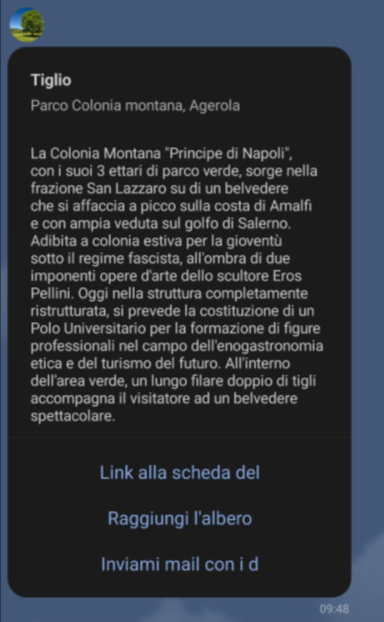 Tiglio
Parco Colonia montana, Agerola
La Colonia Montana "Principe di Napoli",
con i suoi 3 ettari di parco verde, sorge nella
frazione San Lazzaro su di un belvedere
che si affaccia a picco sulla costa di Amalfi
e con ampia veduta sul golfo di Salerno.
Adibita a colonia estiva per la gioventù
sotto il regime fascista, all'ombra di due
imponenti opere d'arte dello scultore Eros
Pellini. Oggi nella struttura completamente
ristrutturata, si prevede la costituzione di un
Polo Universitario per la formazione di figure
professionali nel campo dell'enogastronomia
etica e del turismo del futuro. All'interno
dell'area verde, un lungo filare doppio di tigli
accompagna il visitatore ad un belvedere
spettacolare.
Link alla scheda del
Raggiungi l'albero
Inviami mail con i d
09:48